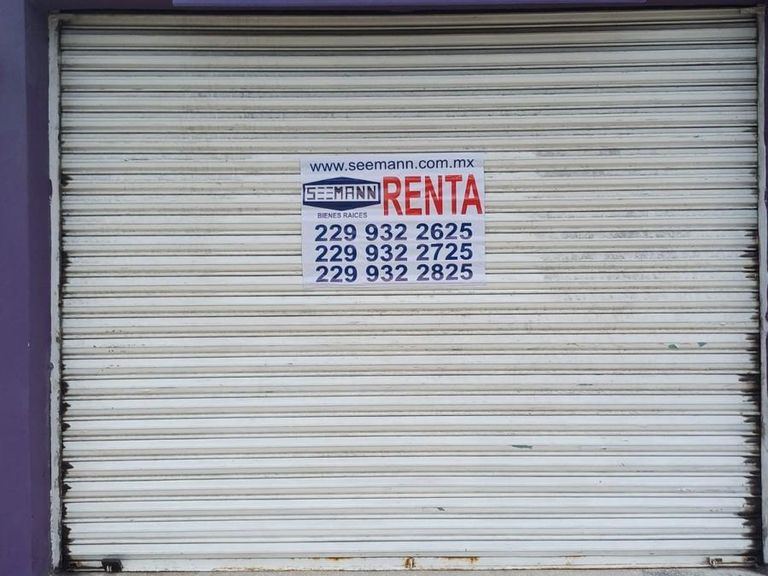 www.seemann.com.mx
SEEMANN RENTA
BIENES RAICES
229 932 2625
229 932 2725
229 932 2825